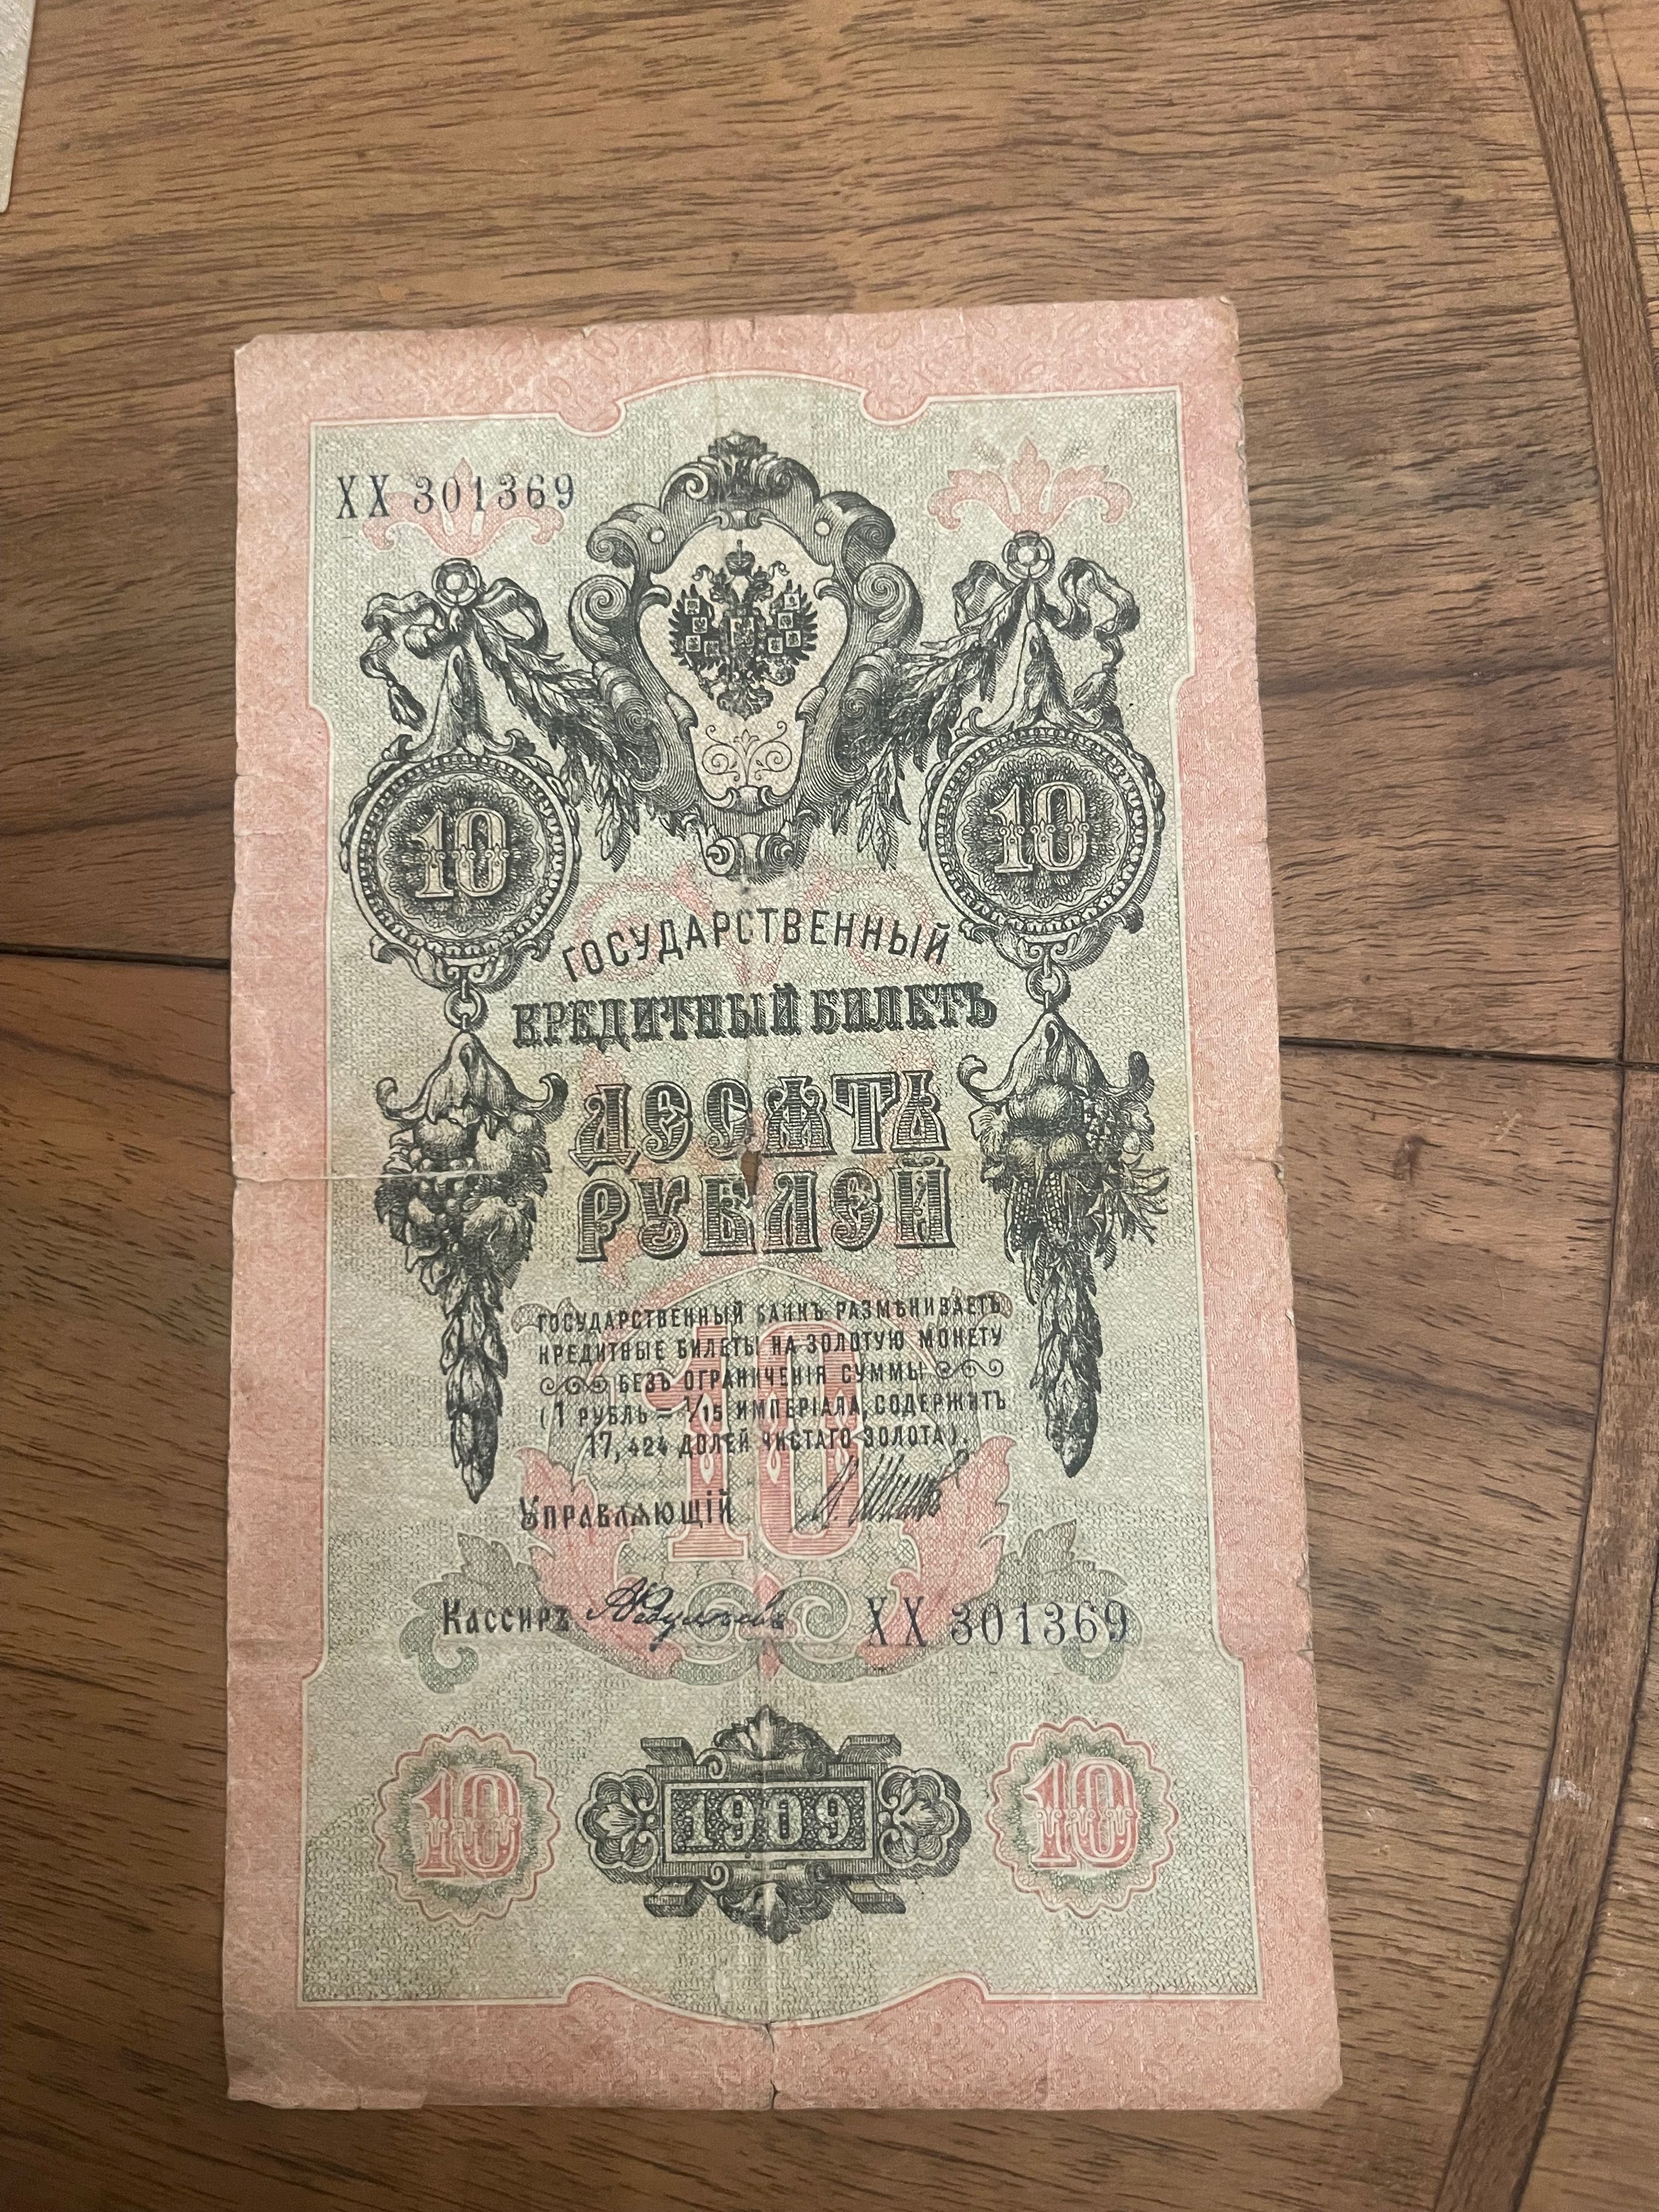 ХХ 301369
10 10
ГОСУДАРСТВЕННЫЙ
КРЕДИТНЫЙ БИЛЕТЪ
ДЕСЯТЬ
РУБЛЕЙ
10
ГОСУДАРСТВЕННЫЙ БАНКЪ РАЗМѢНИВАЕТЪ
КРЕДИТНЫЕ БИЛЕТЫ НА ЗОЛОТУЮ МОНЕТУ
БЕЗЪ ОГРАНИЧЕНІЯ СУММЫ
(1 РУБЛЬ = 1/15 ИМПЕРІАЛА, СОДЕРЖИТЪ
17,424 ДОЛЕЙ ЧИСТАГО ЗОЛОТА).
УПРАВЛЯЮЩІЙ
Кассиръ ХХ 301369
10 1909 10